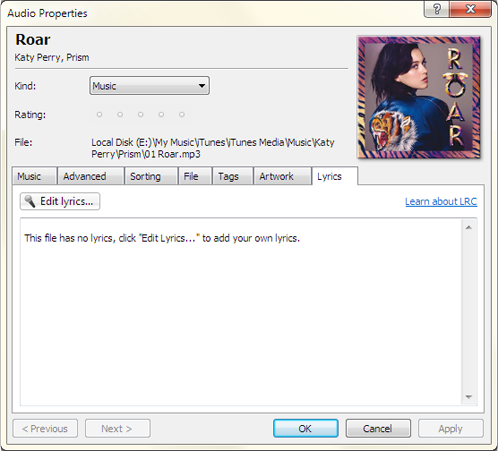 Audio Properties
?
Roar
Katy Perry, Prism
Kind:
Music
Rating:
File:
Local Disk (E:)\My Music\iTunes\iTunes Media\Music\Katy
Perry\Prism\01 Roar.mp3
ROAR
Music
Advanced
Sorting
File
Tags
Artwork
Lyrics
Edit lyrics...
Learn about LRC
This file has no lyrics, click "Edit Lyrics..." to add your own lyrics.
< Previous
Next >
OK
Cancel
Apply